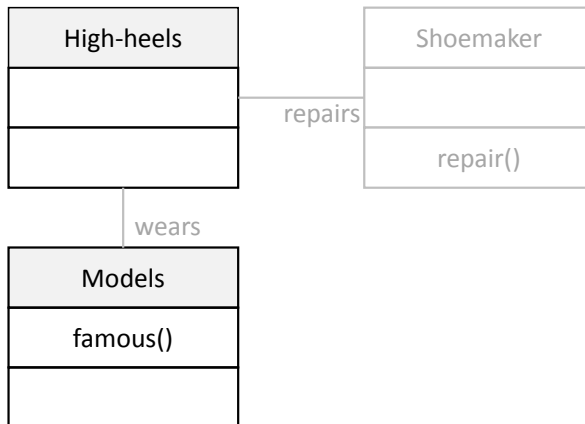 High-heels
Shoemaker
repairs
repair()
wears
Models
famous()